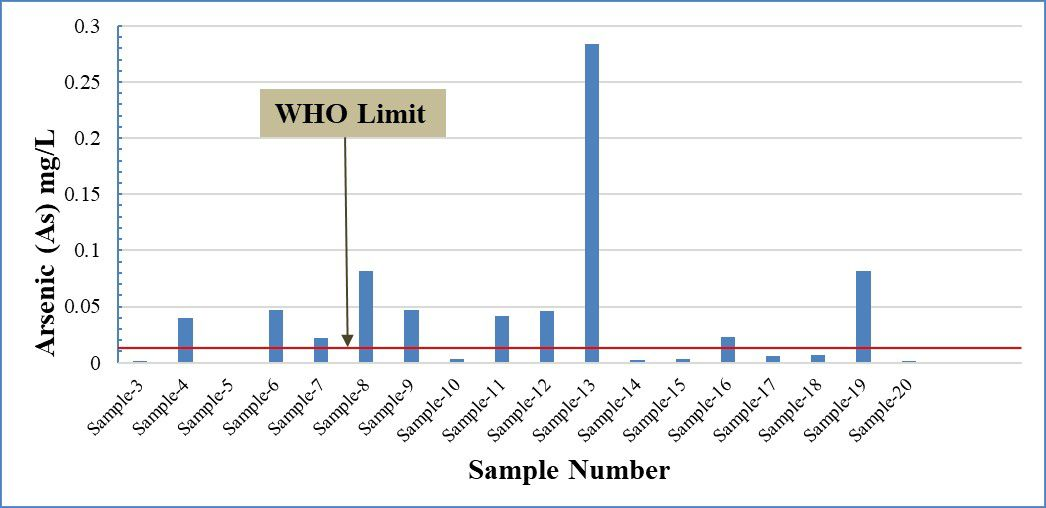 0.3
0.25
0.2
0.15
0.1
0.05
0
Arsenic (As) mg/L
WHO Limit
Sample-3
Sample-4
Sample-5
Sample-6
Sample-7
Sample-8
Sample-9
Sample-10
Sample-11
Sample-12
Sample-13
Sample-14
Sample-15
Sample-16
Sample-17
Sample-18
Sample-19
Sample-20
Sample Number